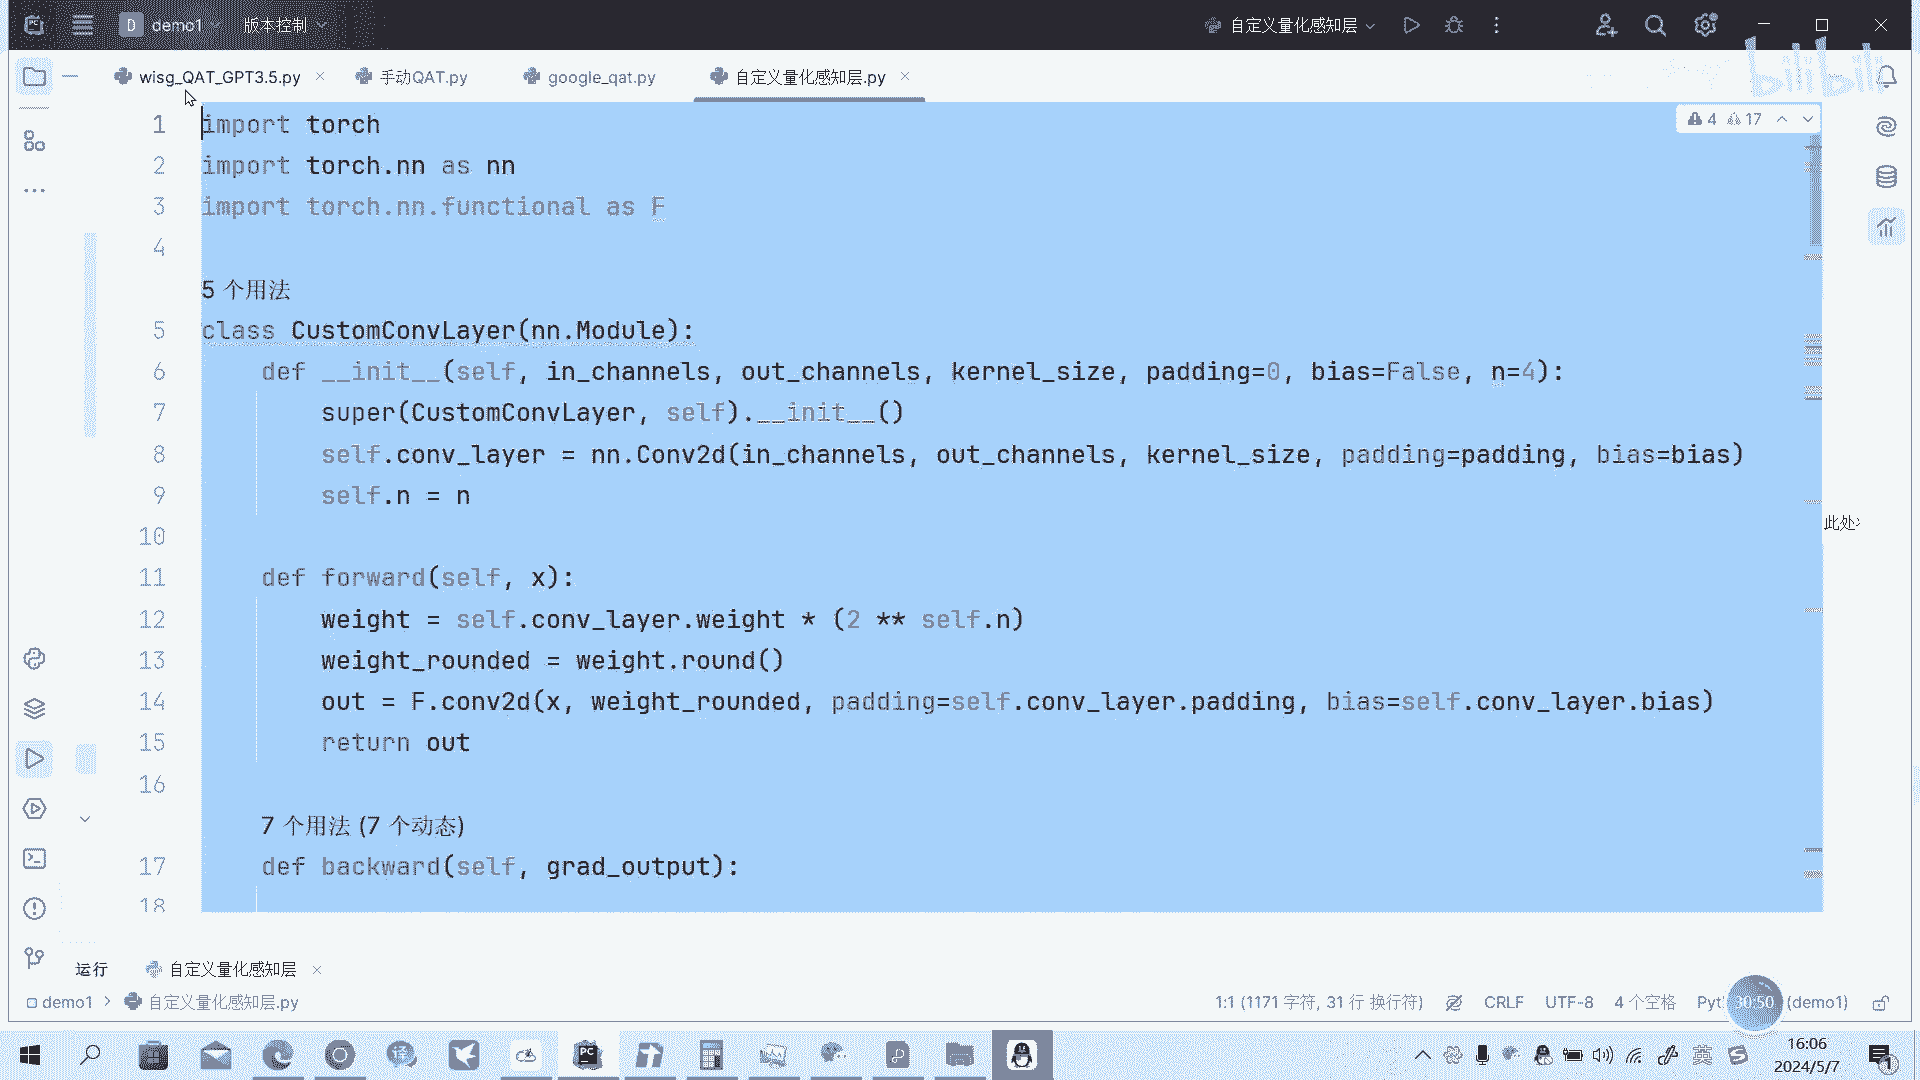 D demo1 版本控制 自定义量化感知层
wisg_QAT_GPT3.5.py 手动QAT.py google_qat.py 自定义量化感知层.py
bilibili
4 17
1 import torch
2 import torch.nn as nn
3 import torch.nn.functional as F
4
5 个用法
5 class CustomConvLayer(nn.Module):
6 def __init__(self, in_channels, out_channels, kernel_size, padding=0, bias=False, n=4):
7 super(CustomConvLayer, self).__init__()
8 self.conv_layer = nn.Conv2d(in_channels, out_channels, kernel_size, padding=padding, bias=bias)
9 self.n = n
此处
10
11 def forward(self, x):
12 weight = self.conv_layer.weight * (2 ** self.n)
13 weight_rounded = weight.round()
14 out = F.conv2d(x, weight_rounded, padding=self.conv_layer.padding, bias=self.conv_layer.bias)
15 return out
16
7 个用法 (7 个动态)
17 def backward(self, grad_output):
18
运行 自定义量化感知层
demo1 自定义量化感知层.py 1:1 (1171 字符, 31 行 换行符) CRLF UTF-8 4 个空格 Pyt 30:50 (demo1)
PC 译 英 16:06
2024/5/7 1